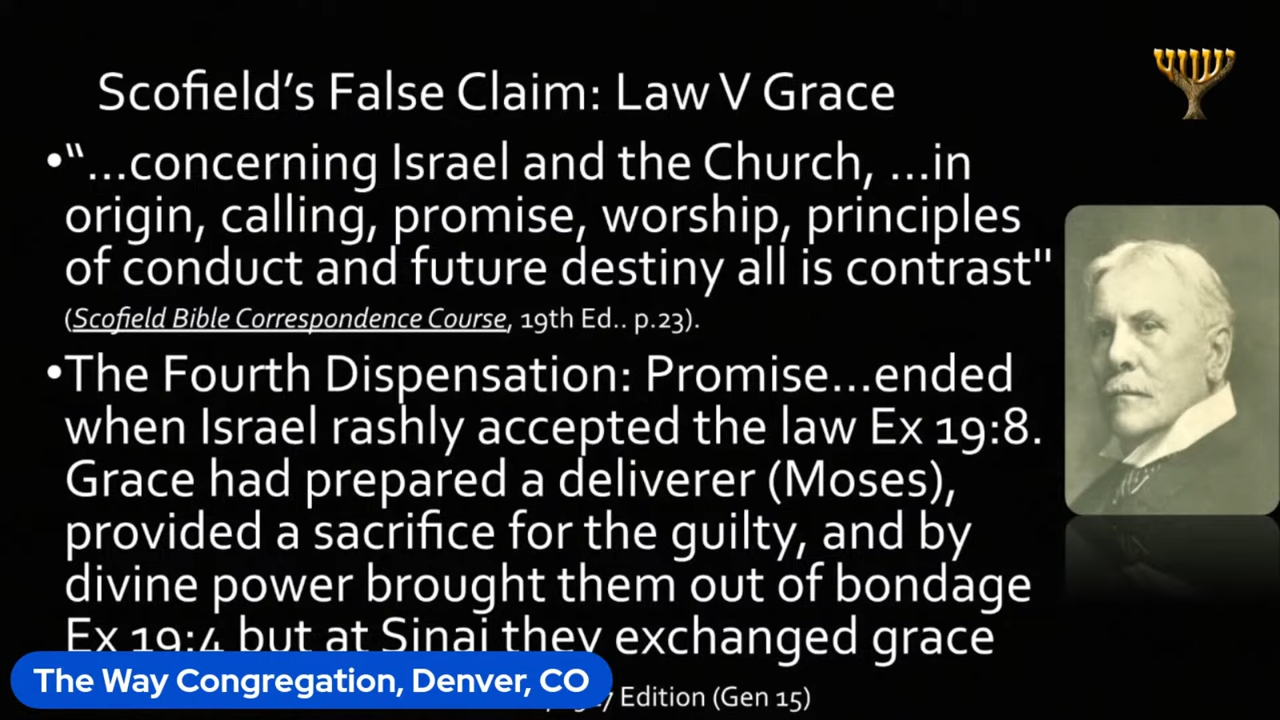 Scofield's False Claim: Law V Grace
•“...concerning Israel and the Church, ...in
origin, calling, promise, worship, principles
of conduct and future destiny all is contrast"
(Scofield Bible Correspondence Course, 19th Ed.. p.23).
•The Fourth Dispensation: Promise...ended
when Israel rashly accepted the law Ex 19:8.
Grace had prepared a deliverer (Moses),
provided a sacrifice for the guilty, and by
divine power brought them out of bondage
Ex 19:4 but at Sinai they exchanged grace
Edition (Gen 15)
The Way Congregation, Denver, CO